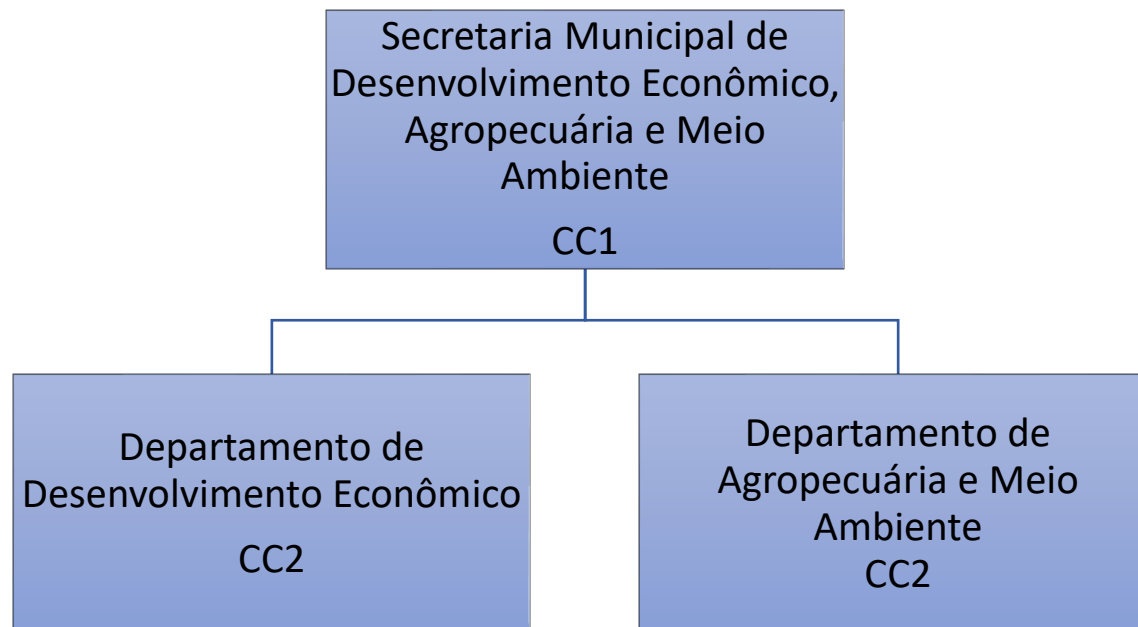 Secretaria Municipal de
Desenvolvimento Econômico,
Agropecuária e Meio
Ambiente
CC1
Departamento de
Desenvolvimento Econômico
CC2
Departamento de
Agropecuária e Meio
Ambiente
CC2